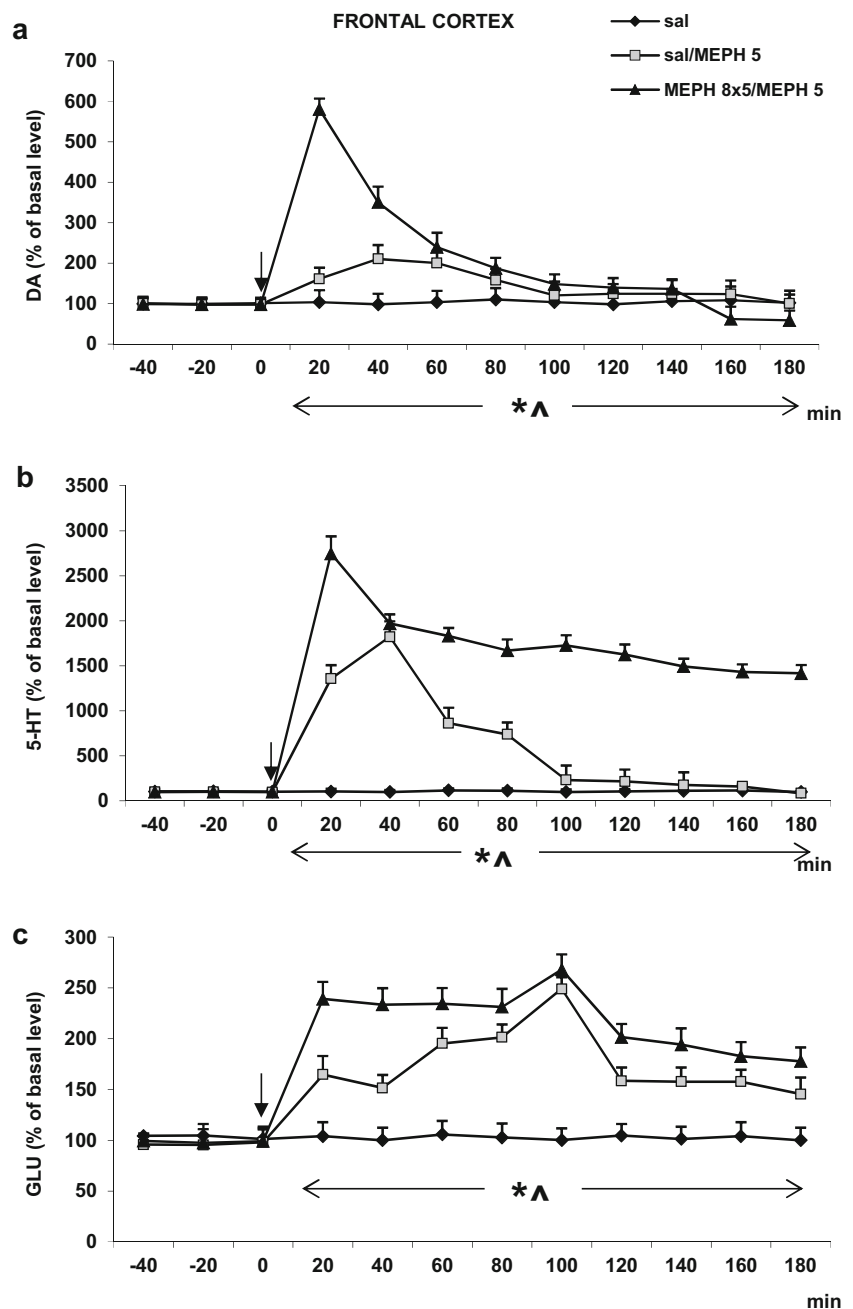 a
FRONTAL CORTEX
sal
sal/MEPH 5
MEPH 8x5/MEPH 5
DA (% of basal level)
700
600
500
400
300
200
100
0
-40 -20 0 20 40 60 80 100 120 140 160 180
*^
min
b
5-HT (% of basal level)
3500
3000
2500
2000
1500
1000
500
0
-40 -20 0 20 40 60 80 100 120 140 160 180
*^
min
c
GLU (% of basal level)
300
250
200
150
100
50
0
-40 -20 0 20 40 60 80 100 120 140 160 180
*^
min